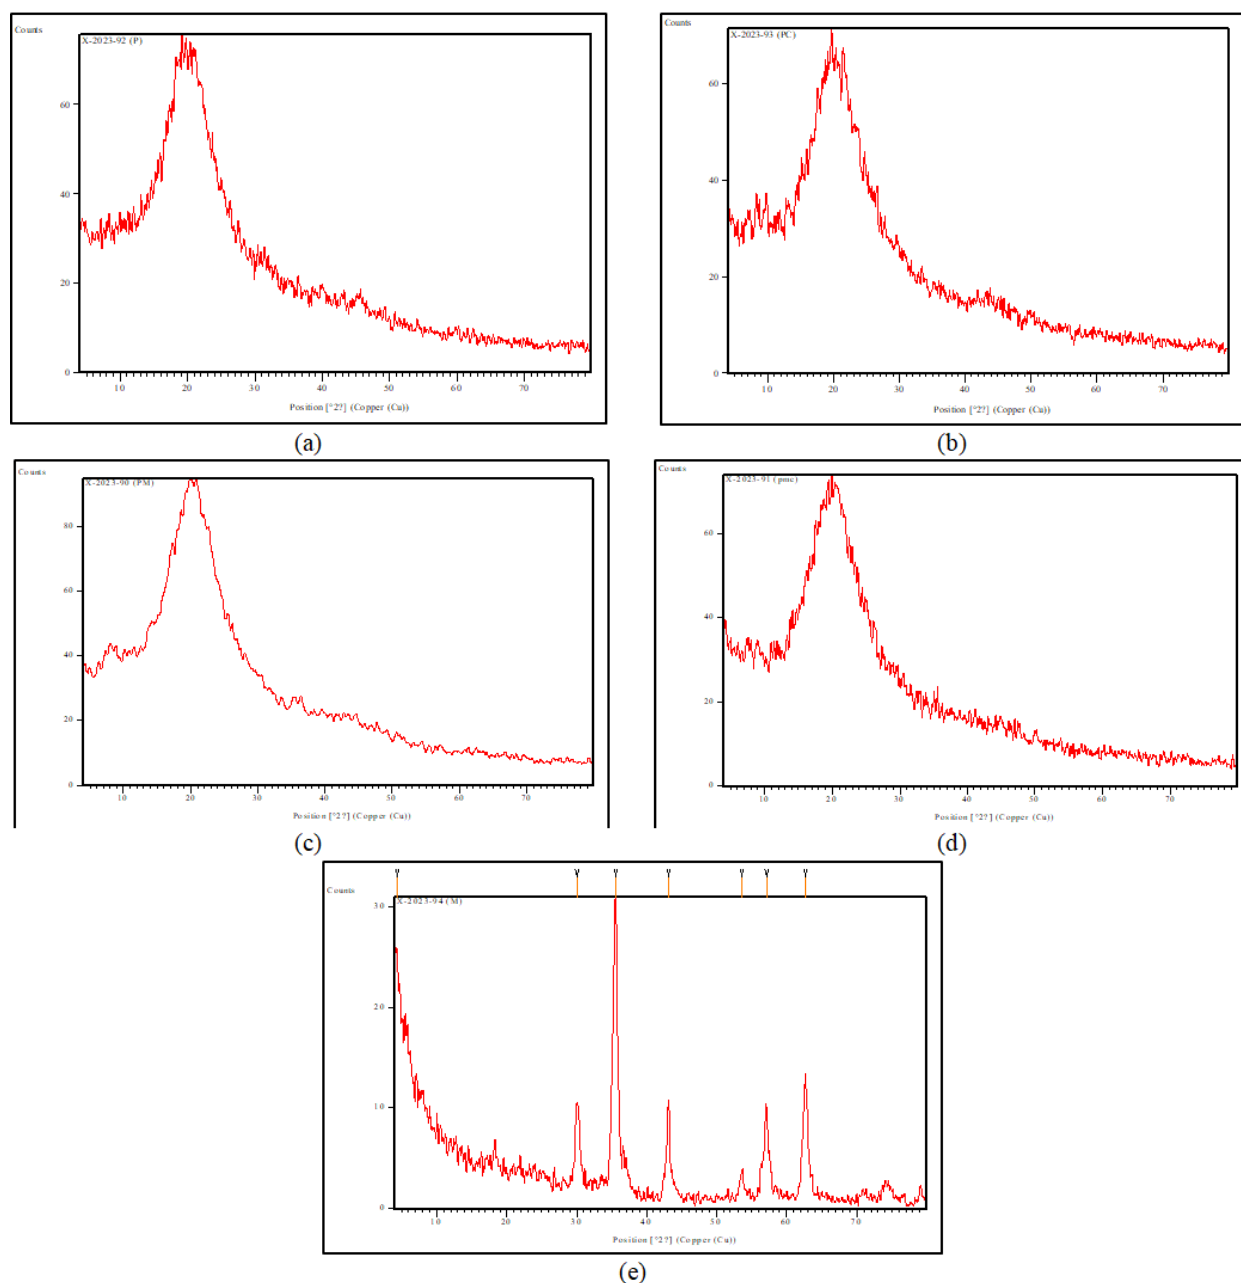 Counts
X-2023-92 (P)
60
40
20
0
10 20 30 40 50 60 70
Position [°2?] (Copper (Cu))
(a)
Counts
X-2023-93 (PC)
60
40
20
0
10 20 30 40 50 60 70
Position [°2?] (Copper (Cu))
(b)
Counts
X-2023-90 (PM)
80
60
40
20
0
10 20 30 40 50 60 70
Position [°2?] (Copper (Cu))
(c)
Counts
X-2023-91 (pmc)
60
40
20
0
10 20 30 40 50 60 70
Position [°2?] (Copper (Cu))
(d)
Counts
X-2023-94 (M)
30
20
10
0
10 20 30 40 50 60 70
Position [°2?] (Copper (Cu))
(e)